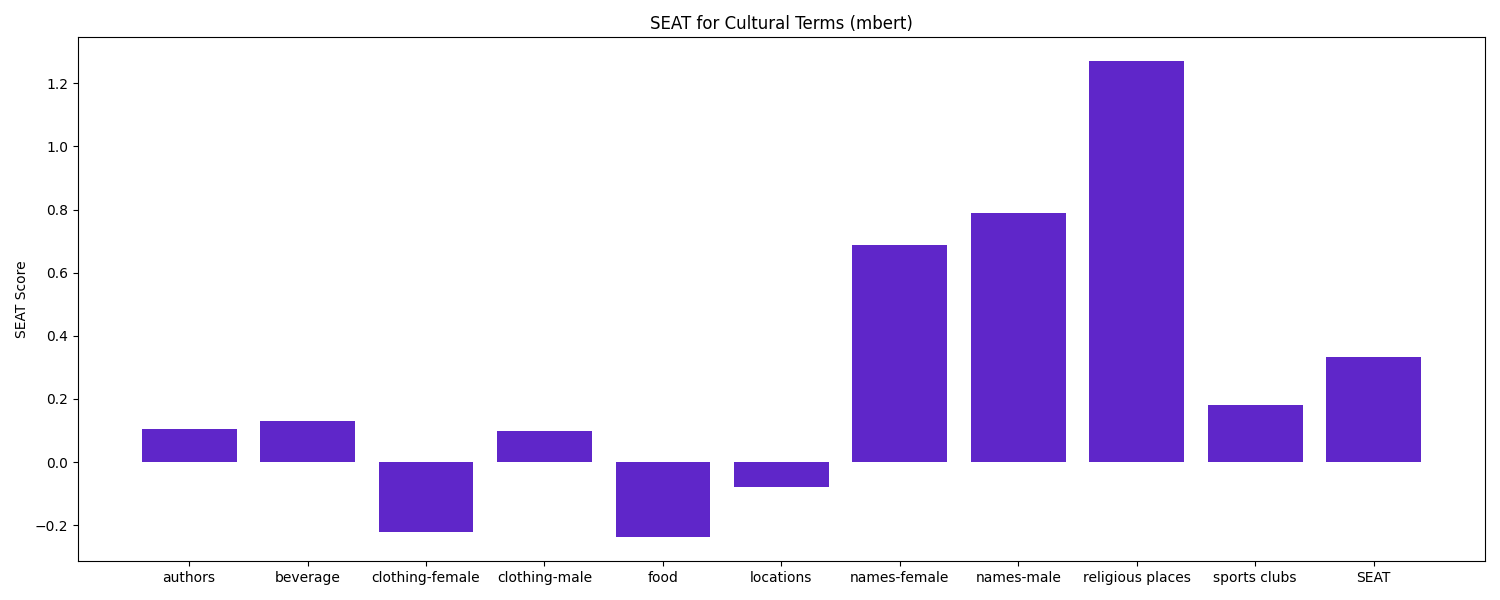 SEAT for Cultural Terms (mbert)
SEAT Score
1.2
1.0
0.8
0.6
0.4
0.2
0.0
−0.2
authors beverage clothing-female clothing-male food locations names-female names-male religious places sports clubs SEAT